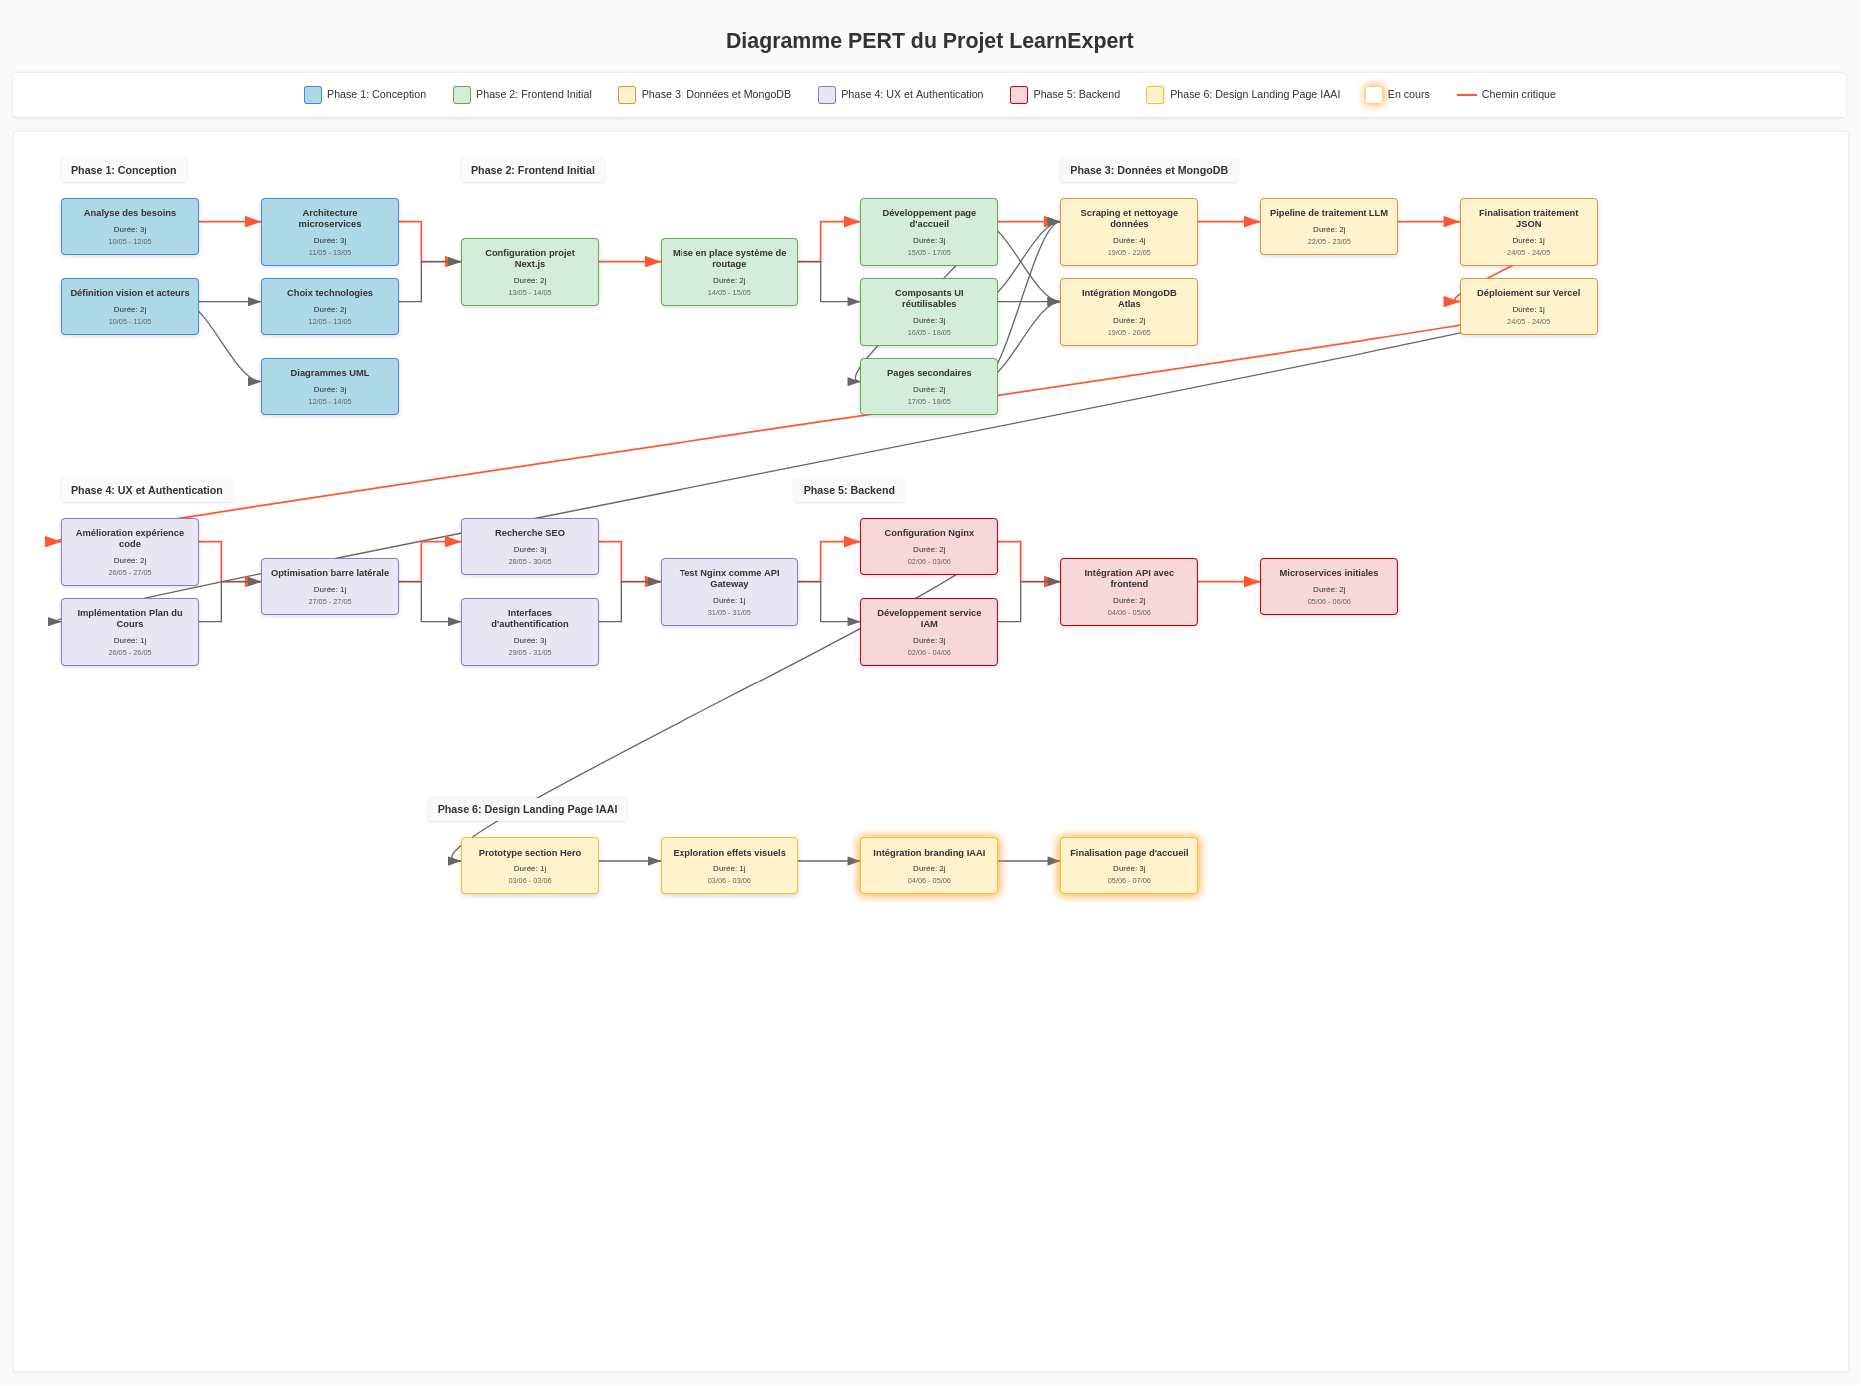 Diagramme PERT du Projet LearnExpert
Phase 1: Conception
Phase 2: Frontend Initial
Phase 3: Données et MongoDB
Phase 4: UX et Authentication
Phase 5: Backend
Phase 6: Design Landing Page IAAI
En cours
Chemin critique
Phase 1: Conception
Phase 2: Frontend Initial
Phase 3: Données et MongoDB
Analyse des besoins
Durée: 3j
10/05 - 12/05
Architecture
microservices
Durée: 3j
11/05 - 13/05
Définition vision et acteurs
Durée: 2j
10/05 - 11/05
Choix technologies
Durée: 2j
12/05 - 13/05
Diagrammes UML
Durée: 3j
12/05 - 14/05
Configuration projet
Next.js
Durée: 2j
13/05 - 14/05
Mise en place système de
routage
Durée: 2j
14/05 - 15/05
Développement page
d'accueil
Durée: 3j
15/05 - 17/05
Composants UI
réutilisables
Durée: 3j
16/05 - 18/05
Pages secondaires
Durée: 2j
17/05 - 18/05
Scraping et nettoyage
données
Durée: 4j
19/05 - 22/05
Intégration MongoDB
Atlas
Durée: 2j
19/05 - 20/05
Pipeline de traitement LLM
Durée: 2j
22/05 - 23/05
Finalisation traitement
JSON
Durée: 1j
24/05 - 24/05
Déploiement sur Vercel
Durée: 1j
24/05 - 24/05
Phase 4: UX et Authentication
Phase 5: Backend
Amélioration expérience
code
Durée: 2j
26/05 - 27/05
Implémentation Plan du
Cours
Durée: 1j
26/05 - 26/05
Optimisation barre latérale
Durée: 1j
27/05 - 27/05
Recherche SEO
Durée: 3j
28/05 - 30/05
Interfaces
d'authentification
Durée: 3j
29/05 - 31/05
Test Nginx comme API
Gateway
Durée: 1j
31/05 - 31/05
Configuration Nginx
Durée: 2j
02/06 - 03/06
Développement service
IAM
Durée: 3j
02/06 - 04/06
Intégration API avec
frontend
Durée: 2j
04/06 - 05/06
Microservices initiales
Durée: 2j
05/06 - 06/06
Phase 6: Design Landing Page IAAI
Prototype section Hero
Durée: 1j
03/06 - 03/06
Exploration effets visuels
Durée: 1j
03/06 - 03/06
Intégration branding IAAI
Durée: 2j
04/06 - 05/06
Finalisation page d'accueil
Durée: 3j
05/06 - 07/06